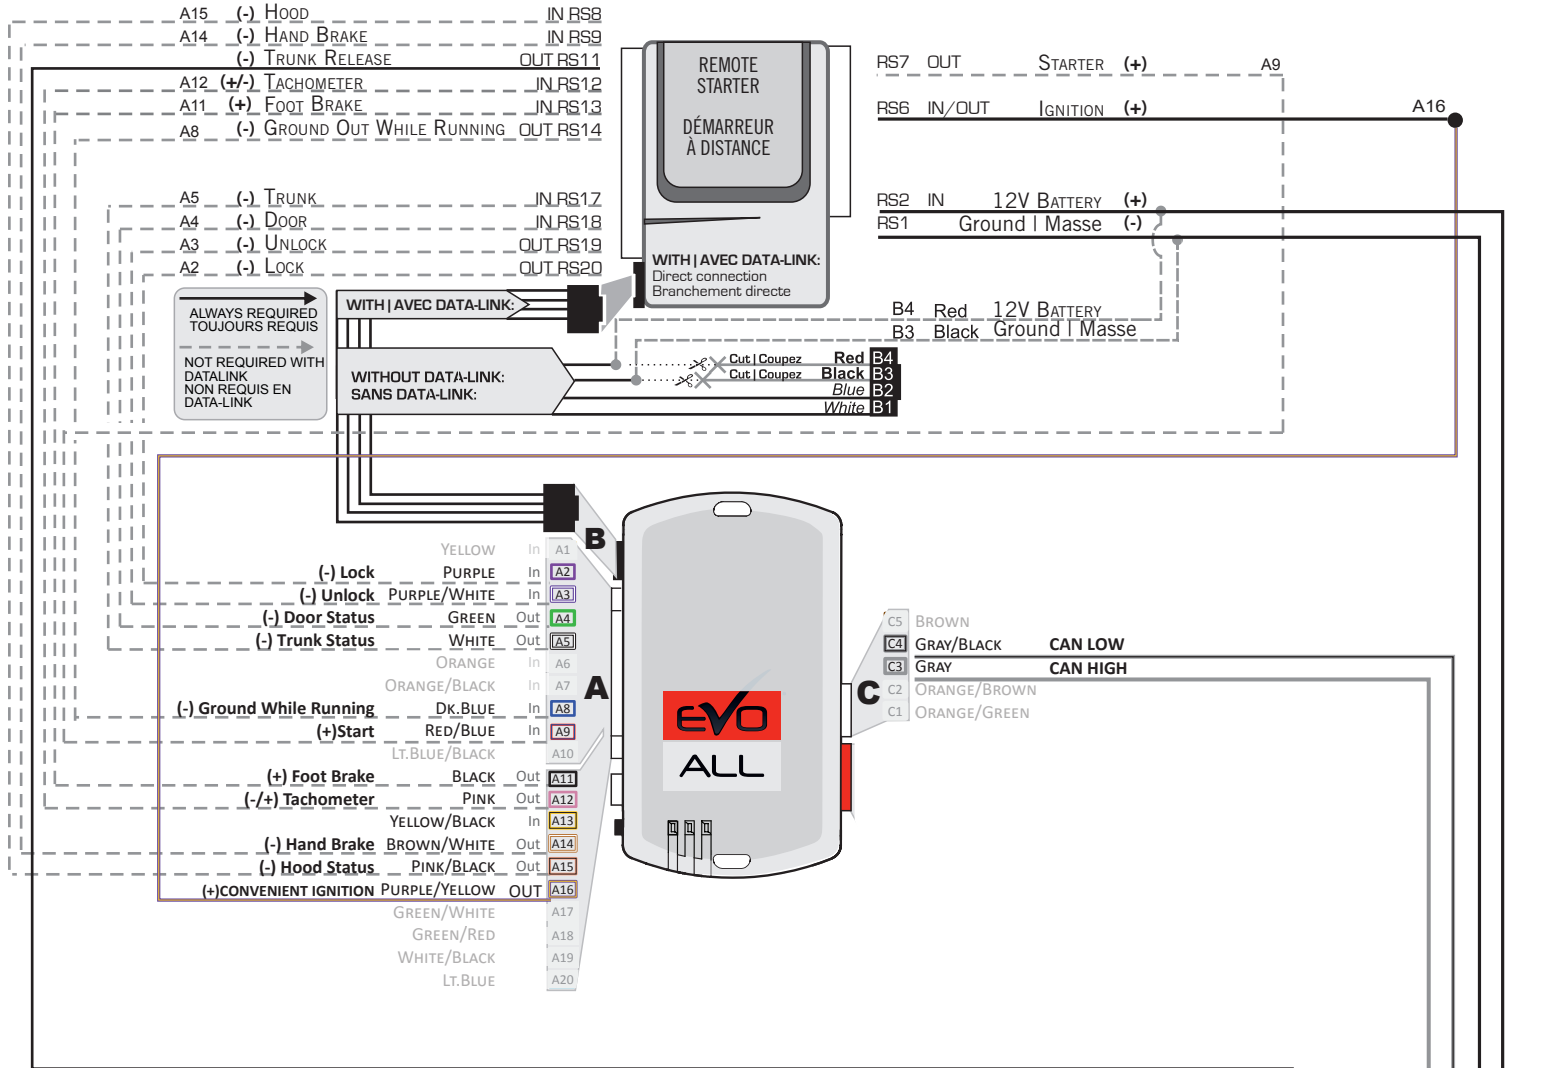 A15 (-) Hood IN RS8
A14 (-) Hand Brake IN RS9
(-) Trunk Release OUT RS11
A12 (+/-) Tachometer IN RS12
A11 (+) Foot Brake IN RS13
A8 (-) Ground Out While Running OUT RS14
A5 (-) Trunk IN RS17
A4 (-) Door IN RS18
A3 (-) Unlock OUT RS19
A2 (-) Lock OUT RS20
REMOTE
STARTER
DÉMARREUR
À DISTANCE
WITH | AVEC DATA-LINK:
Direct connection
Branchement directe
RS7 OUT Starter (+) A9
RS6 IN/OUT Ignition (+) A16
RS2 IN 12V Battery (+)
RS1 Ground | Masse (-)
B4 Red 12V Battery
B3 Black Ground | Masse
ALWAYS REQUIRED
TOUJOURS REQUIS
NOT REQUIRED WITH
DATALINK
NON REQUIS EN
DATA-LINK
WITH | AVEC DATA-LINK:
WITHOUT DATA-LINK:
SANS DATA-LINK:
Cut | Coupez Red B4
Cut | Coupez Black B3
Blue B2
White B1
B
A
C
Yellow In A1
(-) Lock Purple In A2
(-) Unlock Purple/White In A3
(-) Door Status Green Out A4
(-) Trunk Status White Out A5
Orange In A6
Orange/Black In A7
(-) Ground While Running Dk.Blue In A8
(+)Start Red/Blue In A9
Lt.Blue/Black A10
(+) Foot Brake Black Out A11
(-/+) Tachometer Pink Out A12
Yellow/Black In A13
(-) Hand Brake Brown/White Out A14
(-) Hood Status Pink/Black Out A15
(+)CONVENIENT IGNITION Purple/Yellow OUT A16
Green/White A17
Green/Red A18
White/Black A19
Lt.Blue A20
EVO
ALL
C5 Brown
C4 Gray/Black CAN LOW
C3 Gray CAN HIGH
C2 Orange/Brown
C1 Orange/Green